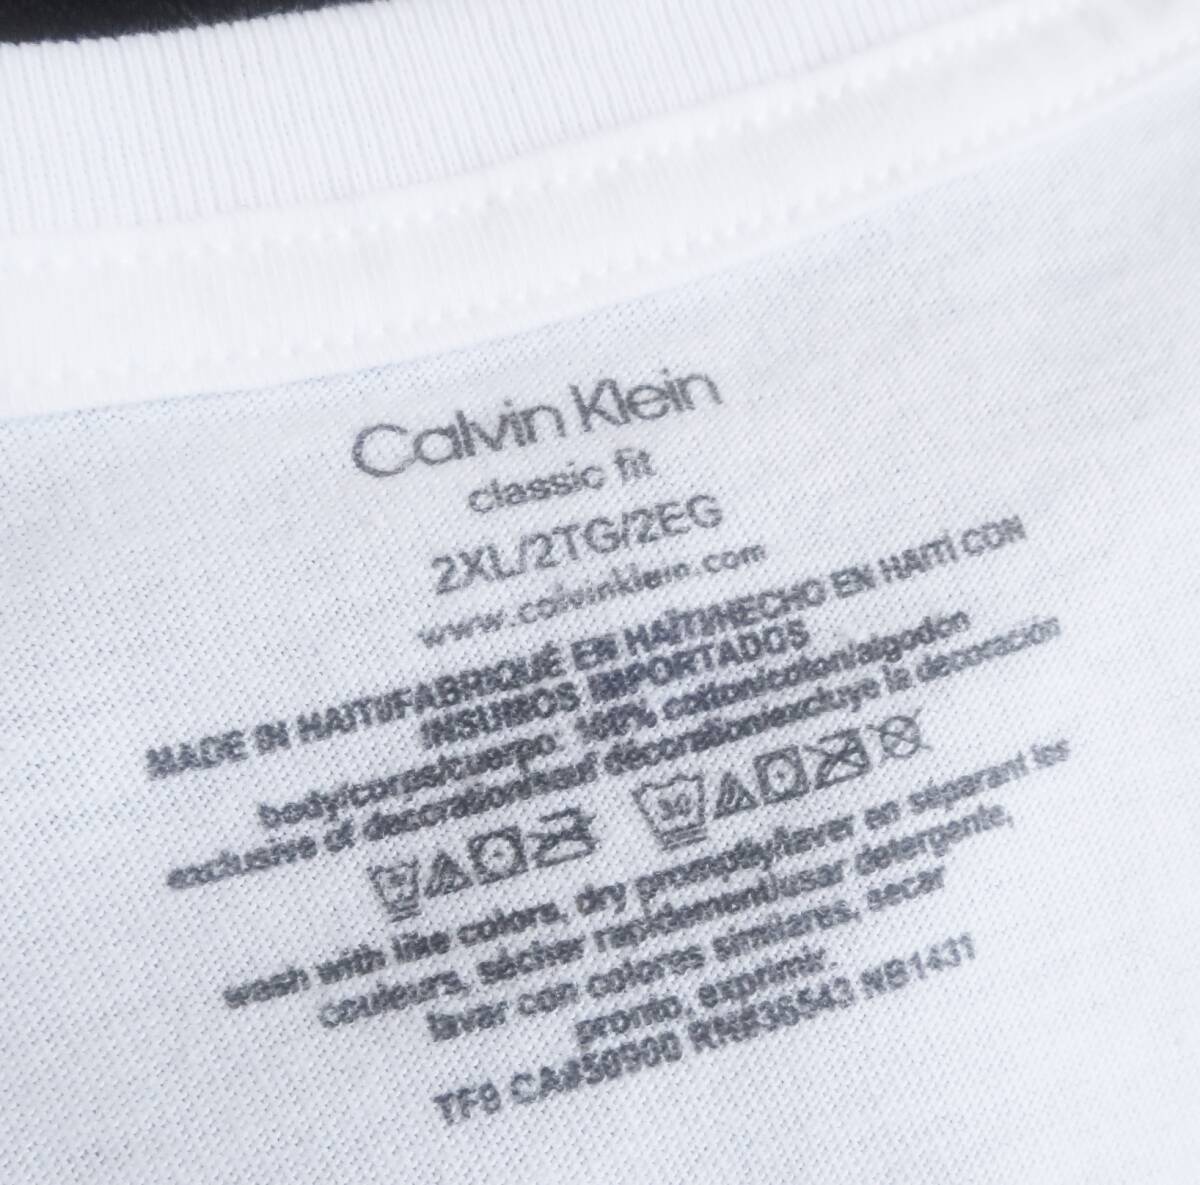 Calvin Klein
classic fit
2XL/2TG/2EG
www.calvinklein.com
MADE IN HAITI/FABRIQUÉ EN HAÏTI/HECHO EN HAITÍ CON
INSUMOS IMPORTADOS
body/corps/cuerpo: 100% cotton/coton/algodón
exclusive of decoration/sauf décoration/excluye la decoración
wash with like colors, dry promptly/laver en séparant les
couleurs, sécher rapidement/usar detergente,
lavar con colores similares, secar
pronto, exprimir.
TF9 CA#50900 RN#36543 NB1431